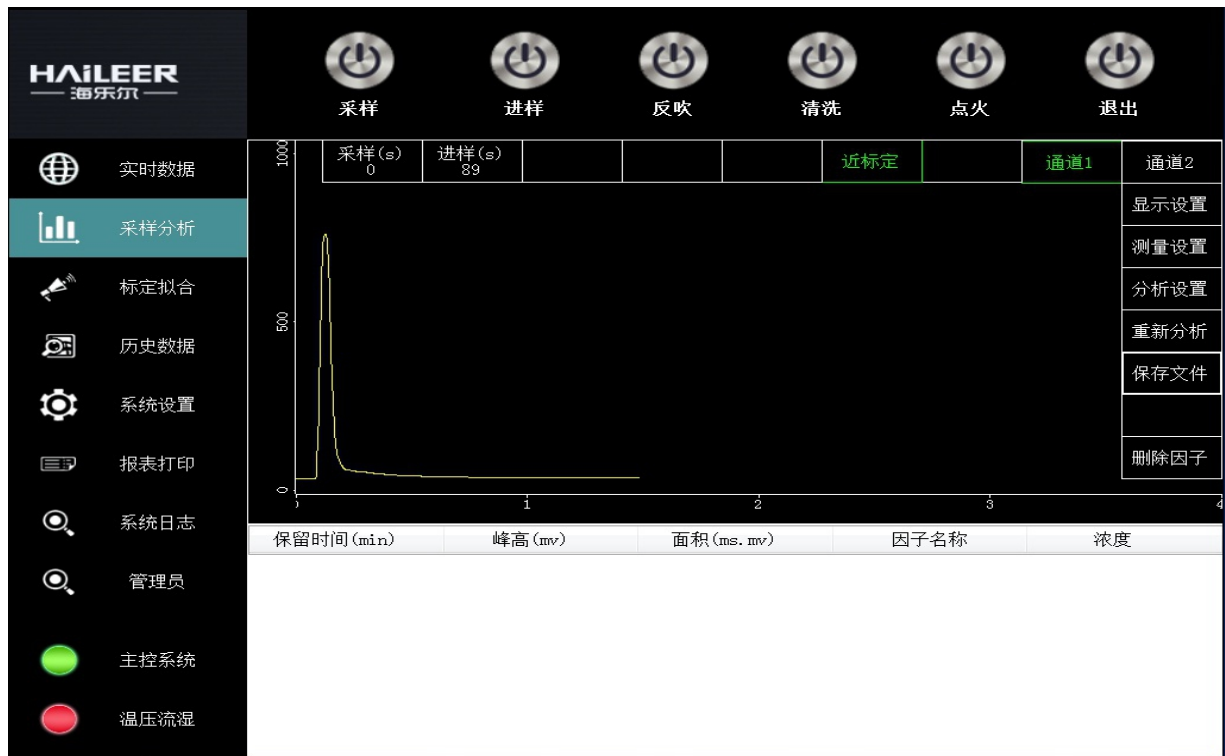 HAiLEER
海乐尔
采样
进样
反吹
清洗
点火
退出
实时数据
采样分析
标定拟合
历史数据
系统设置
报表打印
系统日志
管理员
主控系统
温压流湿
采样(s)
0
进样(s)
89
近标定
通道1
通道2
显示设置
测量设置
分析设置
重新分析
保存文件
删除因子
1000
500
0
1
2
3
4
保留时间(min)
峰高(mv)
面积(ms.mv)
因子名称
浓度